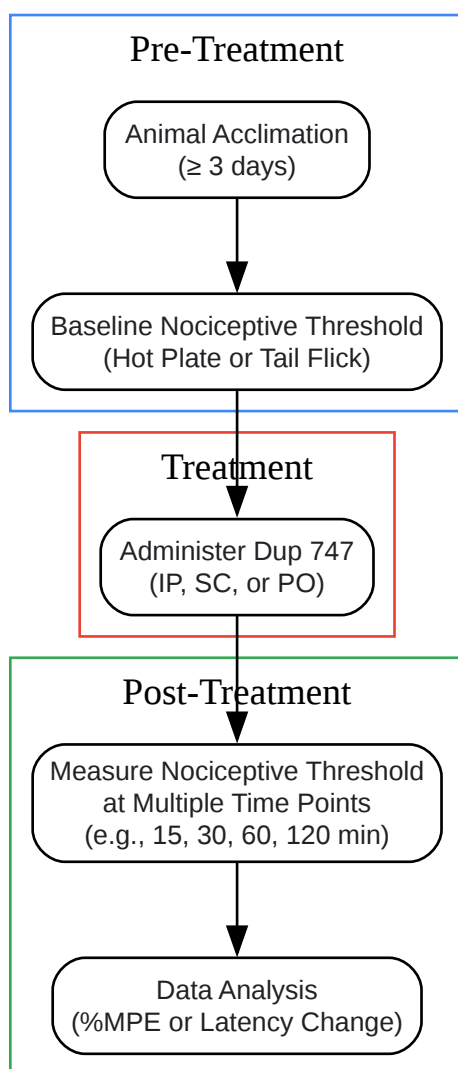 Pre-Treatment
Animal Acclimation
(≥ 3 days)
Baseline Nociceptive Threshold
(Hot Plate or Tail Flick)
Treatment
Administer Dup 747
(IP, SC, or PO)
Post-Treatment
Measure Nociceptive Threshold
at Multiple Time Points
(e.g., 15, 30, 60, 120 min)
Data Analysis
(%MPE or Latency Change)